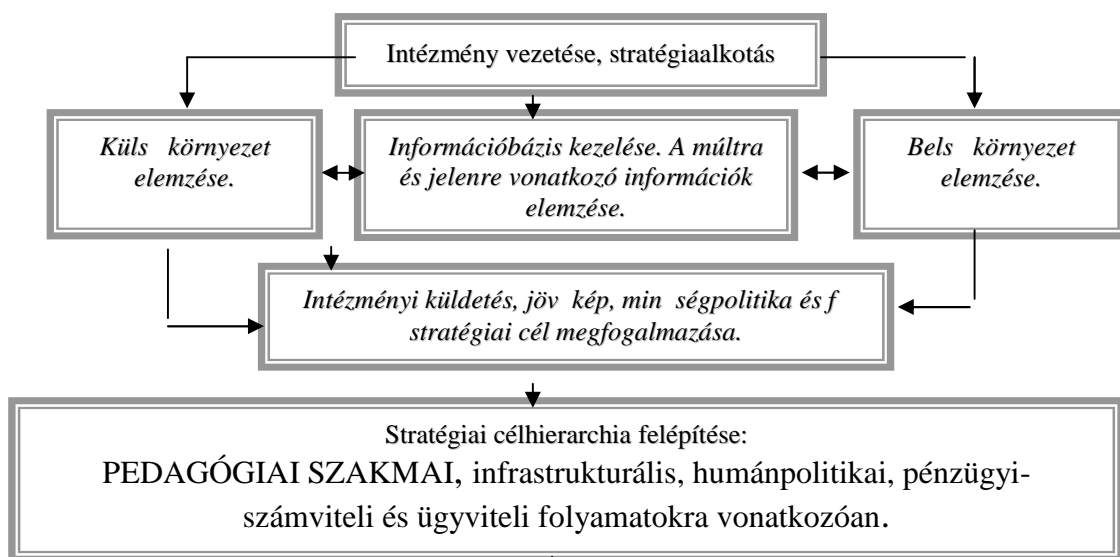 Intézmény vezetése, stratégiaalkotás
Küls környezet
elemzése.
Információbázis kezelése. A múltra
és jelenre vonatkozó információk
elemzése.
Bels környezet
elemzése.
Intézményi küldetés, jöv kép, min ségpolitika és f
stratégiai cél megfogalmazása.
Stratégiai célhierarchia felépítése:
PEDAGÓGIAI SZAKMAI, infrastrukturális, humánpolitikai, pénzügyi-
számviteli és ügyviteli folyamatokra vonatkozóan.